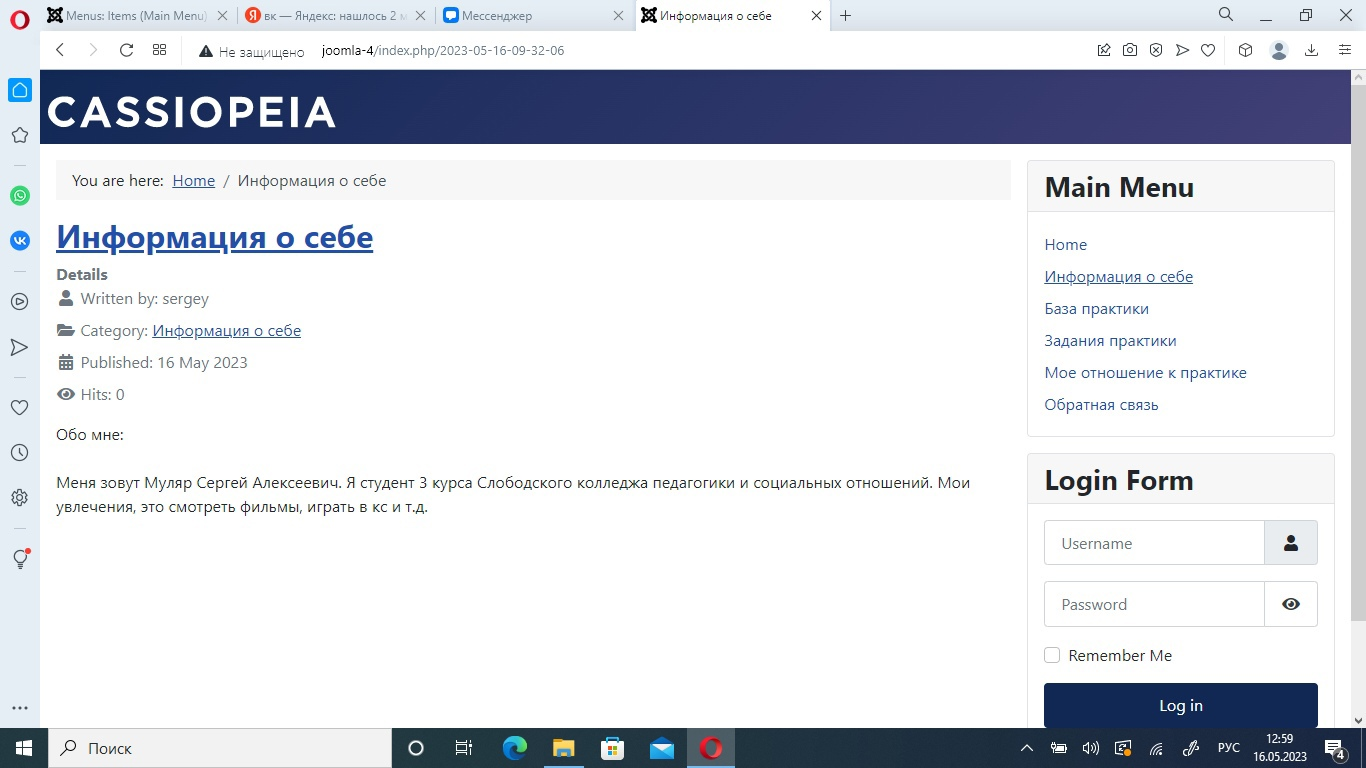 Menus: Items (Main Menu)
вк — Яндекс: нашлось 2 м
Мессенджер
Информация о себе
Не защищено
joomla-4/index.php/2023-05-16-09-32-06
CASSIOPEIA
You are here: Home / Информация о себе
Информация о себе
Details
Written by: sergey
Category: Информация о себе
Published: 16 May 2023
Hits: 0
Обо мне:
Меня зовут Муляр Сергей Алексеевич. Я студент 3 курса Слободского колледжа педагогики и социальных отношений. Мои
увлечения, это смотреть фильмы, играть в кс и т.д.
Main Menu
Home
Информация о себе
База практики
Задания практики
Мое отношение к практике
Обратная связь
Login Form
Username
Password
Remember Me
Log in
Поиск
РУС
12:59
16.05.2023
4